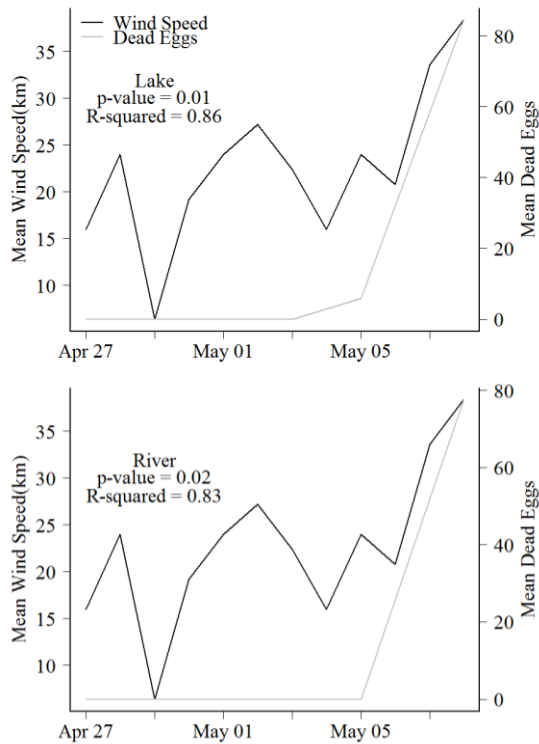 Wind Speed
Dead Eggs
Lake
p-value = 0.01
R-squared = 0.86
Mean Wind Speed(km)
35
30
25
20
15
10
Mean Dead Eggs
80
60
40
20
0
Apr 27
May 01
May 05
River
p-value = 0.02
R-squared = 0.83
Mean Wind Speed(km)
35
30
25
20
15
10
Mean Dead Eggs
80
60
40
20
0
Apr 27
May 01
May 05